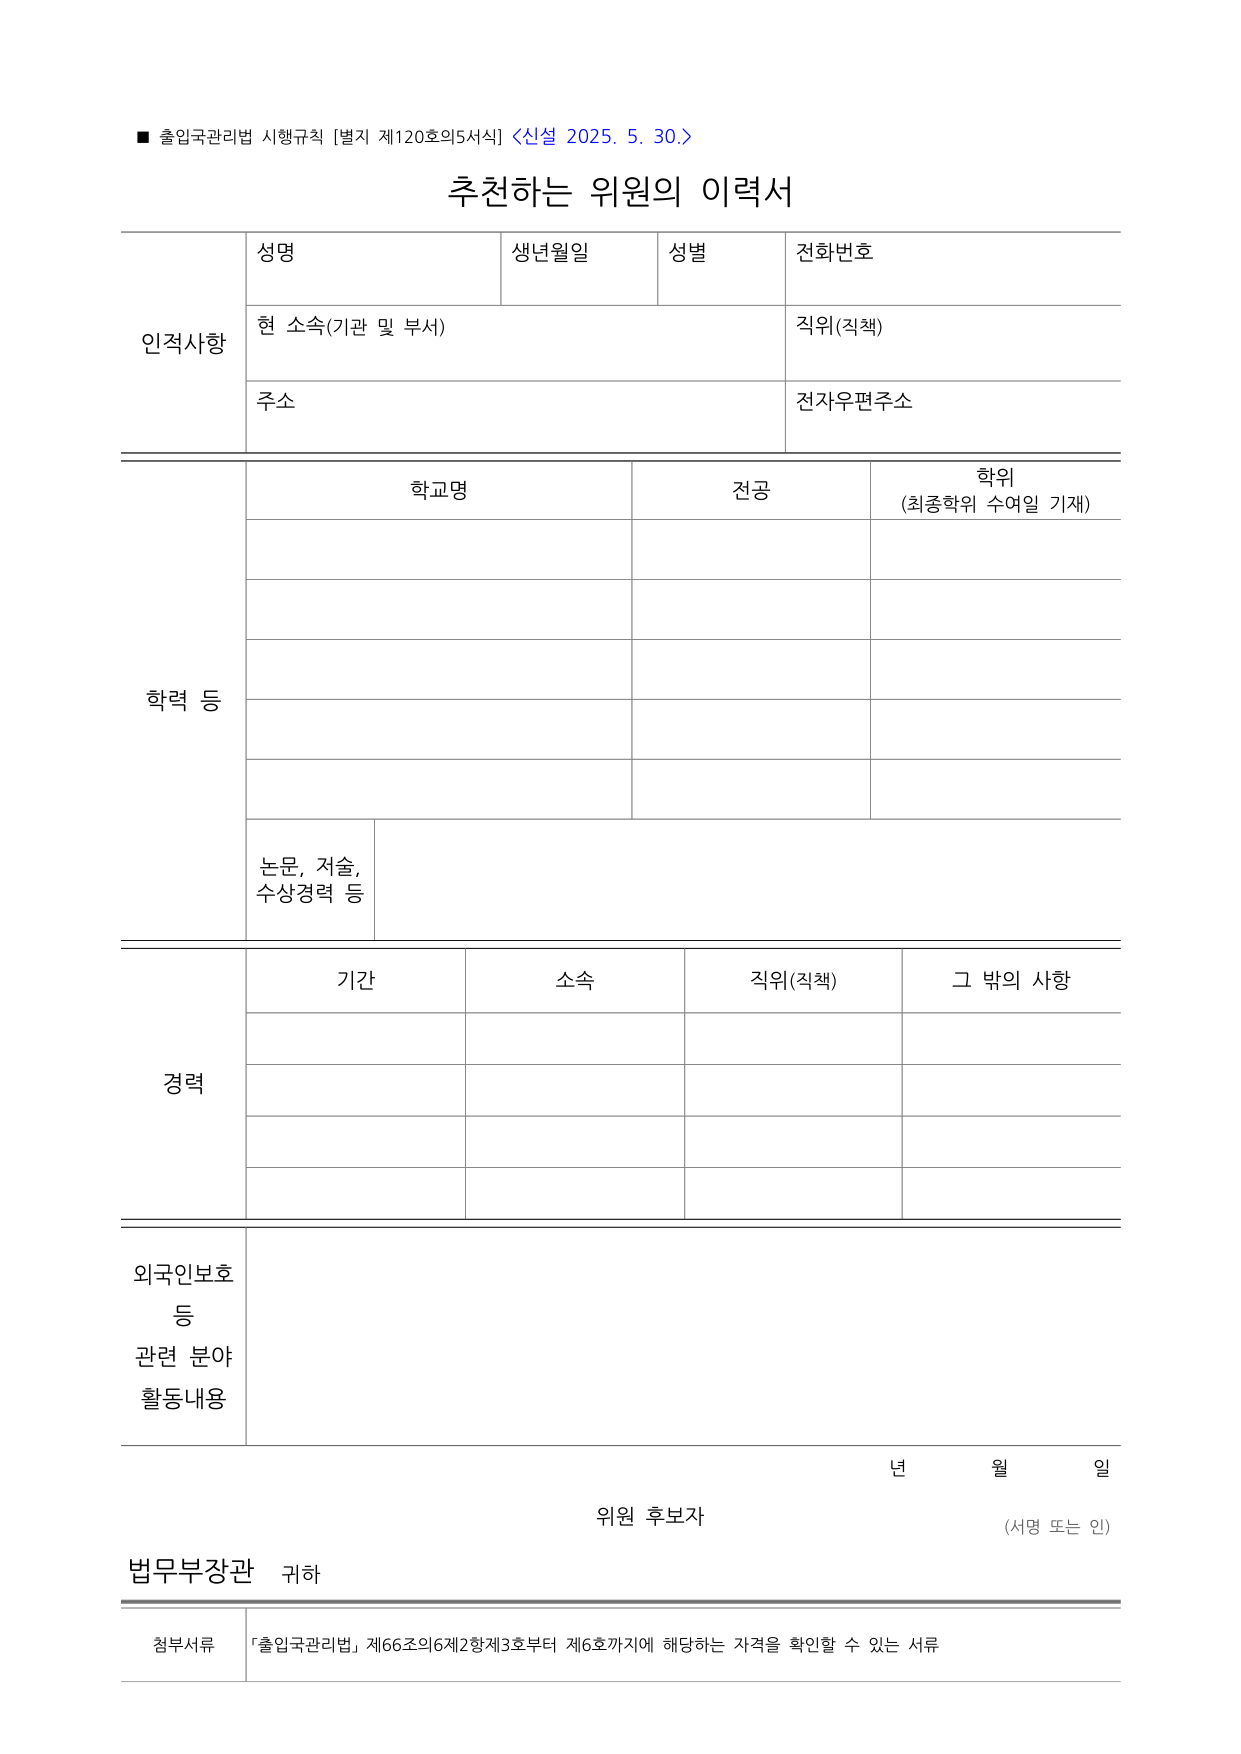 ■ 출입국관리법 시행규칙 [별지 제120호의5서식] <신설 2025. 5. 30.>
추천하는 위원의 이력서
인적사항
성명
생년월일
성별
전화번호
현 소속(기관 및 부서)
직위(직책)
주소
전자우편주소
학력 등
학교명
전공
학위
(최종학위 수여일 기재)
논문, 저술,
수상경력 등
경력
기간
소속
직위(직책)
그 밖의 사항
외국인보호
등
관련 분야
활동내용
년 월 일
위원 후보자
(서명 또는 인)
법무부장관 귀하
첨부서류
「출입국관리법」 제66조의6제2항제3호부터 제6호까지에 해당하는 자격을 확인할 수 있는 서류